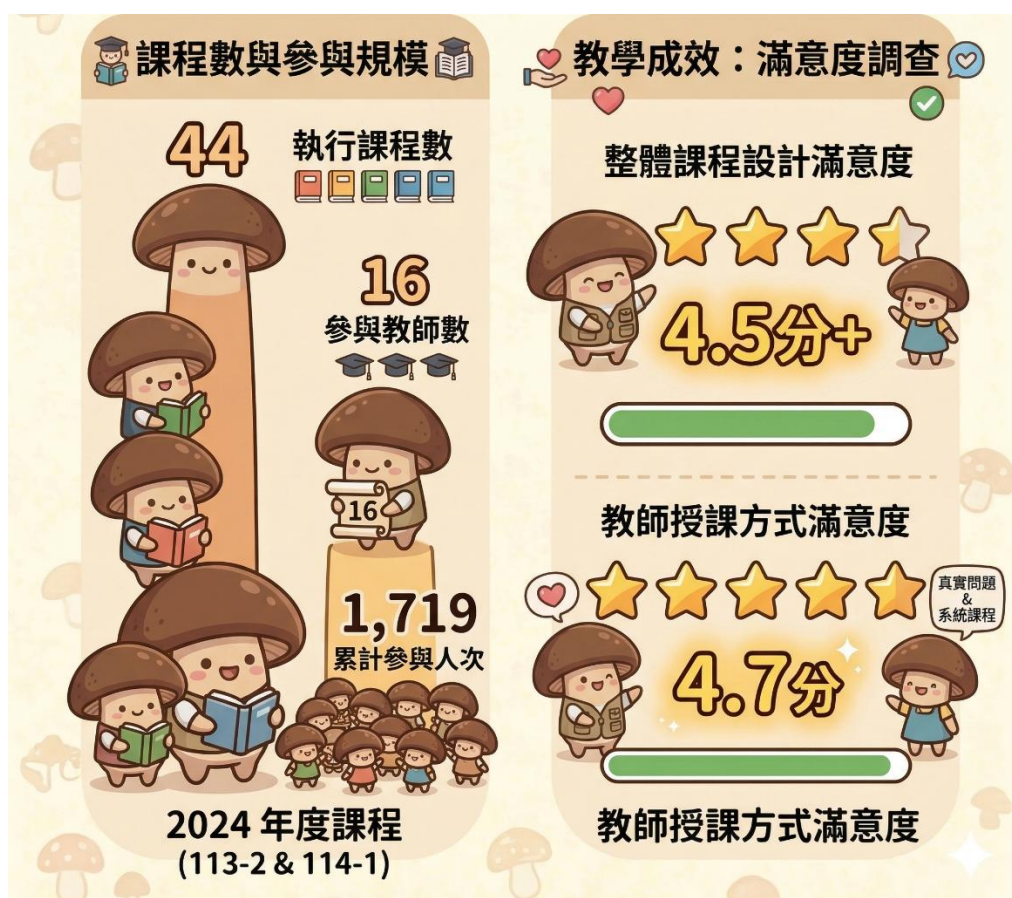 課程數與參與規模
44
執行課程數
16
參與教師數
16
1,719
累計參與人次
2024 年度課程
(113-2 & 114-1)
教學成效：滿意度調查
整體課程設計滿意度
4.5分+
教師授課方式滿意度
真實問題
&
系統課程
4.7分
教師授課方式滿意度